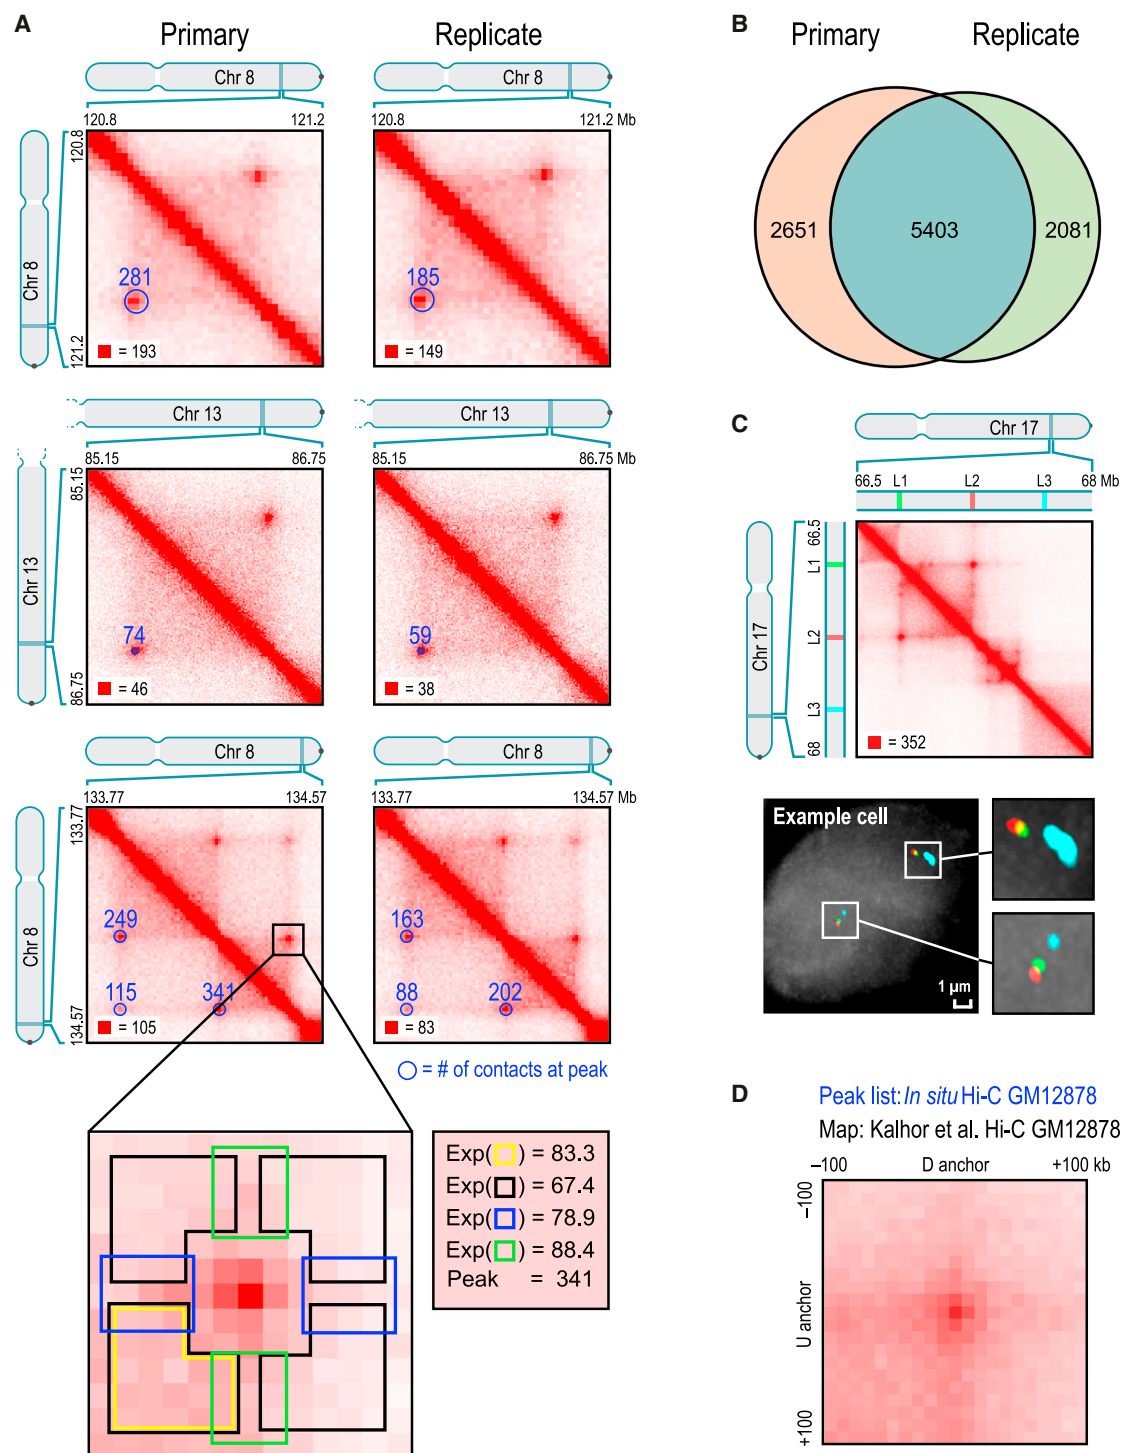 A
Primary
Replicate
Chr 8
Chr 8
120.8
121.2
120.8
121.2 Mb
Chr 8
120.8
121.2
281
= 193
185
= 149
Chr 13
Chr 13
85.15
86.75
85.15
86.75 Mb
Chr 13
85.15
86.75
74
= 46
59
= 38
Chr 8
Chr 8
133.77
134.57
133.77
134.57 Mb
Chr 8
133.77
134.57
249
115
341
= 105
163
88
202
= 83
= # of contacts at peak
Exp( ) = 83.3
Exp( ) = 67.4
Exp( ) = 78.9
Exp( ) = 88.4
Peak = 341
B
Primary
Replicate
2651
5403
2081
C
Chr 17
66.5 L1 L2 L3 68 Mb
Chr 17
66.5
L1
L2
L3
68
= 352
Example cell
1 μm
D
Peak list: In situ Hi-C GM12878
Map: Kalhor et al. Hi-C GM12878
–100 D anchor +100 kb
–100
U anchor
+100